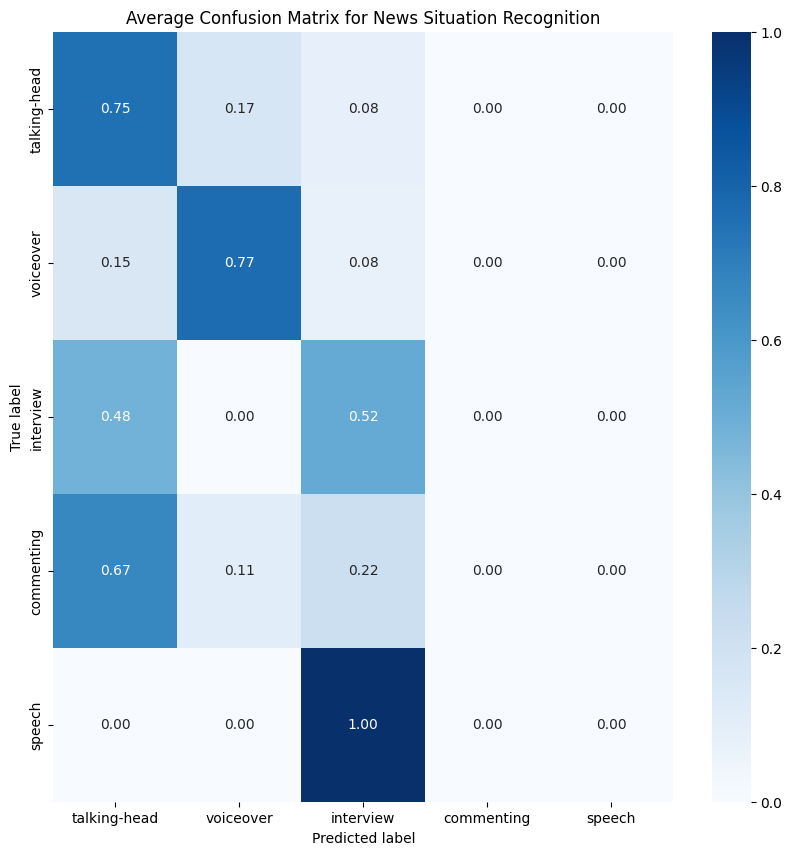 Average Confusion Matrix for News Situation Recognition
True label
talking-head
0.75 0.17 0.08 0.00 0.00
voiceover
0.15 0.77 0.08 0.00 0.00
interview
0.48 0.00 0.52 0.00 0.00
commenting
0.67 0.11 0.22 0.00 0.00
speech
0.00 0.00 1.00 0.00 0.00
talking-head voiceover interview commenting speech
Predicted label
1.0
0.8
0.6
0.4
0.2
0.0